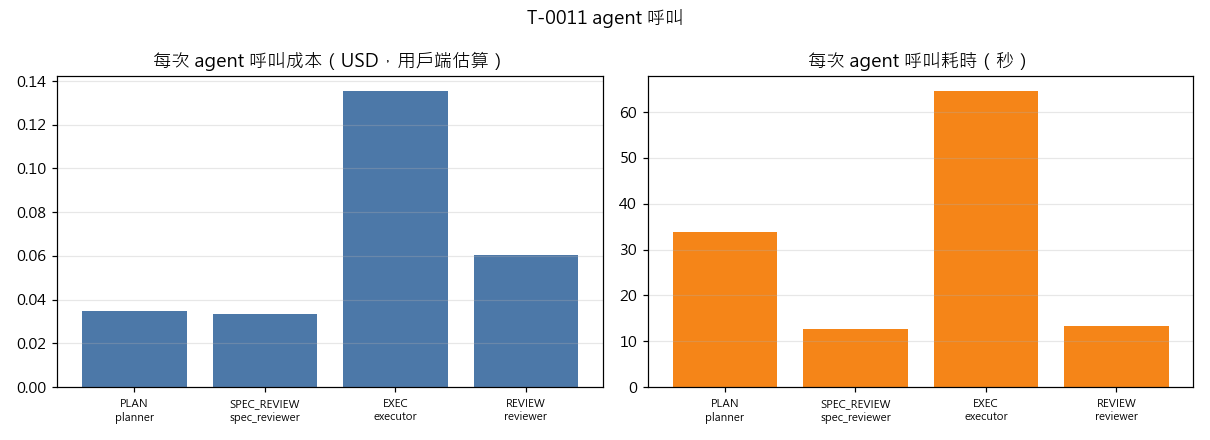 T-0011 agent 呼叫
每次 agent 呼叫成本（USD，用戶端估算）
0.14
0.12
0.10
0.08
0.06
0.04
0.02
0.00
PLAN
planner
SPEC_REVIEW
spec_reviewer
EXEC
executor
REVIEW
reviewer
每次 agent 呼叫耗時（秒）
60
50
40
30
20
10
0
PLAN
planner
SPEC_REVIEW
spec_reviewer
EXEC
executor
REVIEW
reviewer